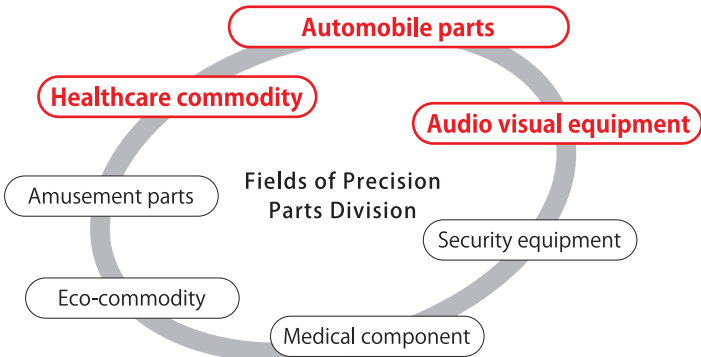 Automobile parts
Healthcare commodity
Audio visual equipment
Fields of Precision
Parts Division
Amusement parts
Security equipment
Eco-commodity
Medical component